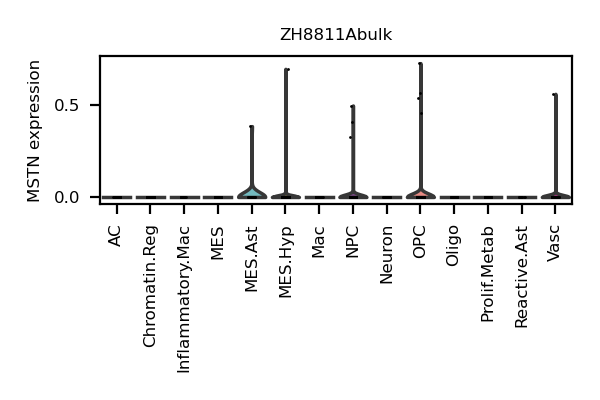 ZH8811Abulk
MSTN expression
0.5
0.0
AC
Chromatin.Reg
Inflammatory.Mac
MES
MES.Ast
MES.Hyp
Mac
NPC
Neuron
OPC
Oligo
Prolif.Metab
Reactive.Ast
Vasc